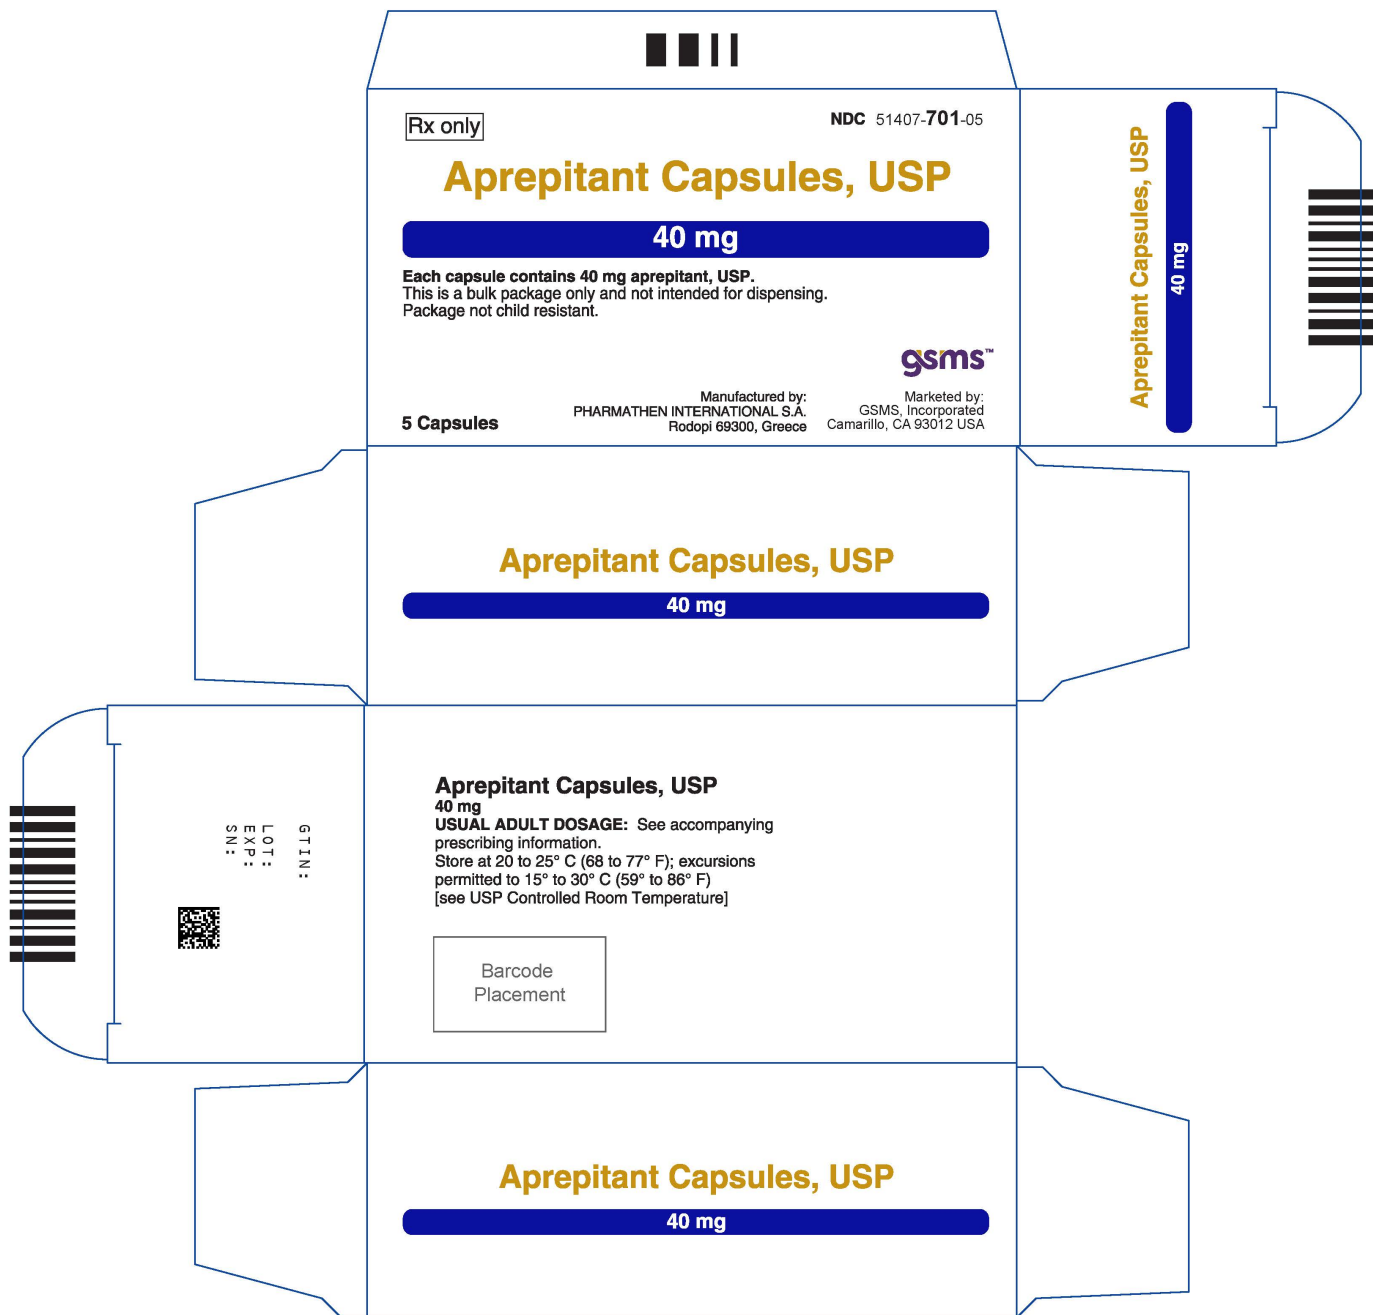 Rx only
NDC 51407-701-05
Aprepitant Capsules, USP
40 mg
Each capsule contains 40 mg aprepitant, USP.
This is a bulk package only and not intended for dispensing.
Package not child resistant.
gsms™
5 Capsules
Manufactured by:
PHARMATHEN INTERNATIONAL S.A.
Rodopi 69300, Greece
Marketed by:
GSMS, Incorporated
Camarillo, CA 93012 USA
Aprepitant Capsules, USP
40 mg
Aprepitant Capsules, USP
40 mg
GTIN:
LOT:
EXP:
SN:
Aprepitant Capsules, USP
40 mg
USUAL ADULT DOSAGE: See accompanying
prescribing information.
Store at 20 to 25° C (68 to 77° F); excursions
permitted to 15° to 30° C (59° to 86° F)
[see USP Controlled Room Temperature]
Barcode
Placement
Aprepitant Capsules, USP
40 mg